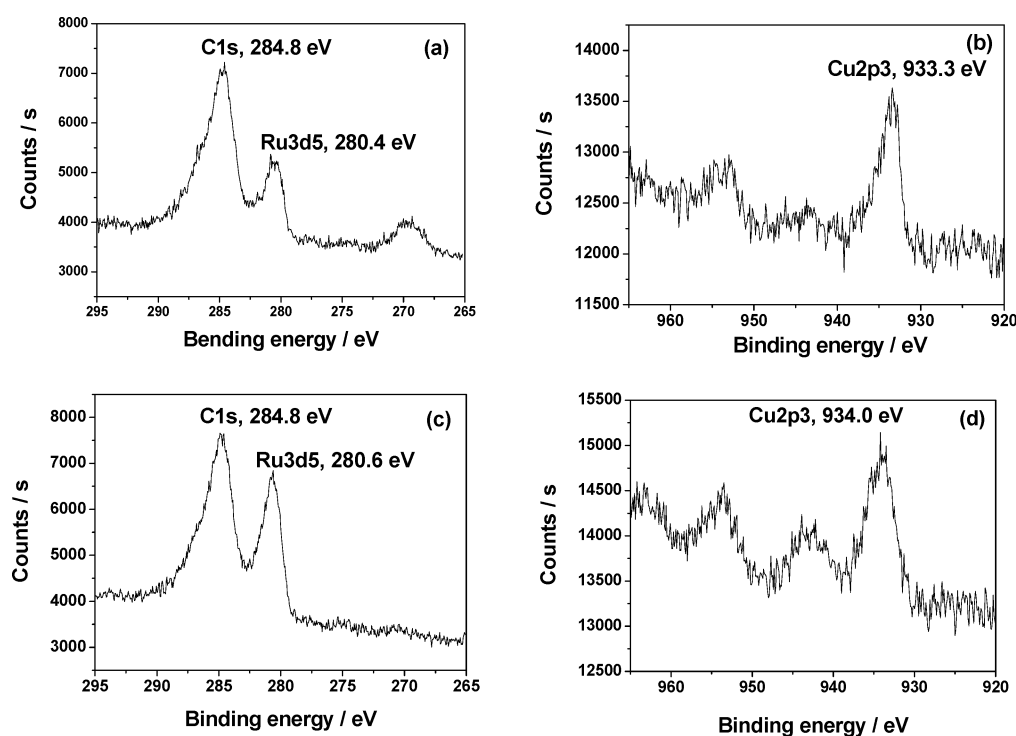 8000
7000
6000
5000
4000
3000
Counts / s
C1s, 284.8 eV
(a)
Ru3d5, 280.4 eV
295 290 285 280 275 270 265
Bending energy / eV
14000
13500
13000
12500
12000
11500
Counts / s
(b)
Cu2p3, 933.3 eV
960 950 940 930 920
Binding energy / eV
8000
7000
6000
5000
4000
3000
Counts / s
C1s, 284.8 eV
(c)
Ru3d5, 280.6 eV
295 290 285 280 275 270 265
Binding energy / eV
15500
15000
14500
14000
13500
13000
12500
Counts / s
Cu2p3, 934.0 eV
(d)
960 950 940 930 920
Binding energy / eV